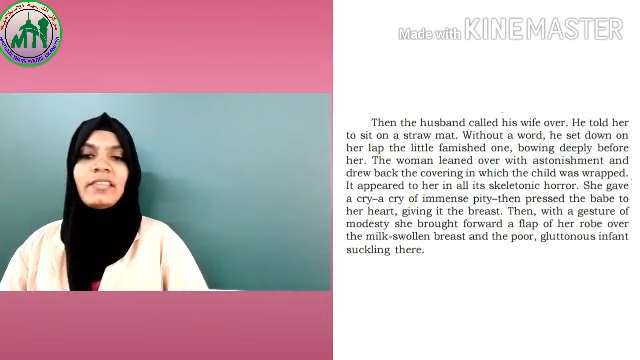 Made with KINEMASTER
Then the husband called his wife over. He told her
to sit on a straw mat. Without a word, he set down on
her lap the little famished one, bowing deeply before
her. The woman leaned over with astonishment and
drew back the covering in which the child was wrapped.
It appeared to her in all its skeletonic horror. She gave
a cry–a cry of immense pity–then pressed the babe to
her heart, giving it the breast. Then, with a gesture of
modesty she brought forward a flap of her robe over
the milk-swollen breast and the poor, gluttonous infant
suckling there.